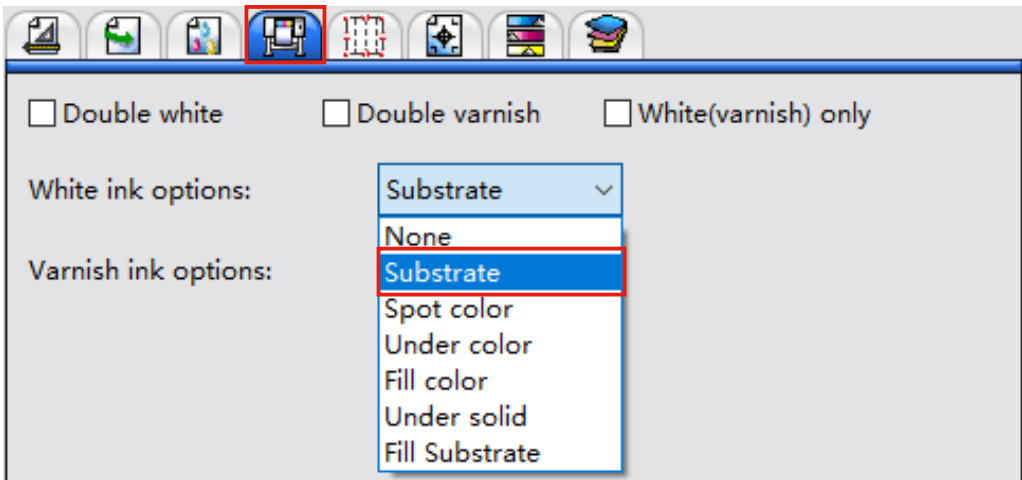 Double white Double varnish White(varnish) only
White ink options: Substrate
None
Varnish ink options: Substrate
Spot color
Under color
Fill color
Under solid
Fill Substrate